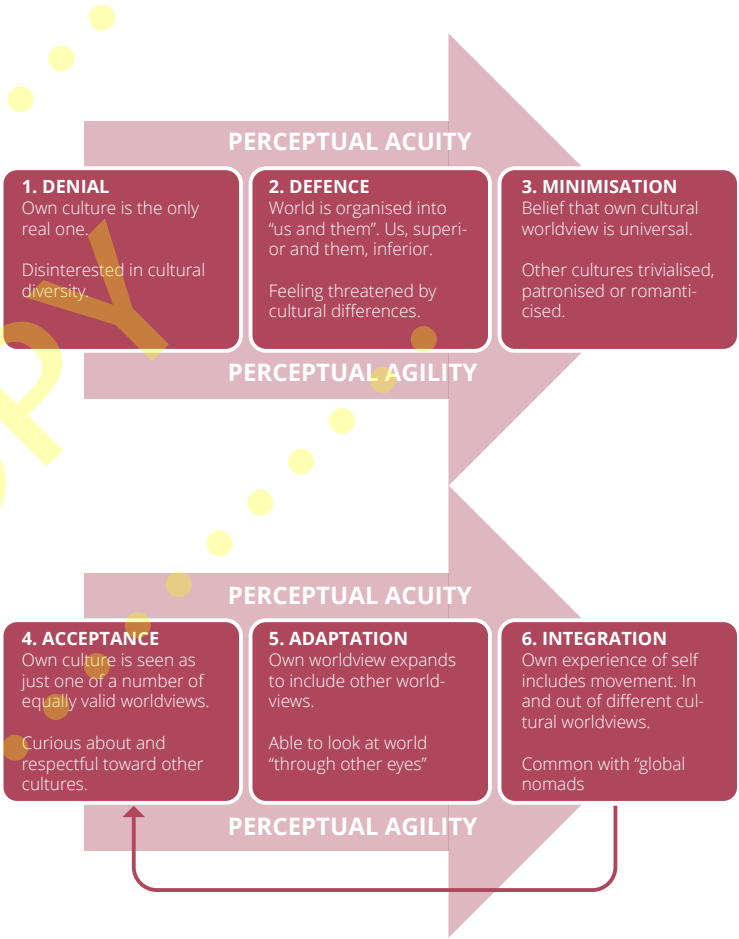 PERCEPTUAL ACUITY
1. DENIAL
Own culture is the only
real one.
Disinterested in cultural
diversity.
2. DEFENCE
World is organised into
“us and them”. Us, superi-
or and them, inferior.
Feeling threatened by
cultural differences.
3. MINIMISATION
Belief that own cultural
worldview is universal.
Other cultures trivialised,
patronised or romanti-
cised.
PERCEPTUAL AGILITY
PERCEPTUAL ACUITY
4. ACCEPTANCE
Own culture is seen as
just one of a number of
equally valid worldviews.
Curious about and
respectful toward other
cultures.
5. ADAPTATION
Own worldview expands
to include other world-
views.
Able to look at world
“through other eyes”
6. INTEGRATION
Own experience of self
includes movement. In
and out of different cul-
tural worldviews.
Common with “global
nomads
PERCEPTUAL AGILITY